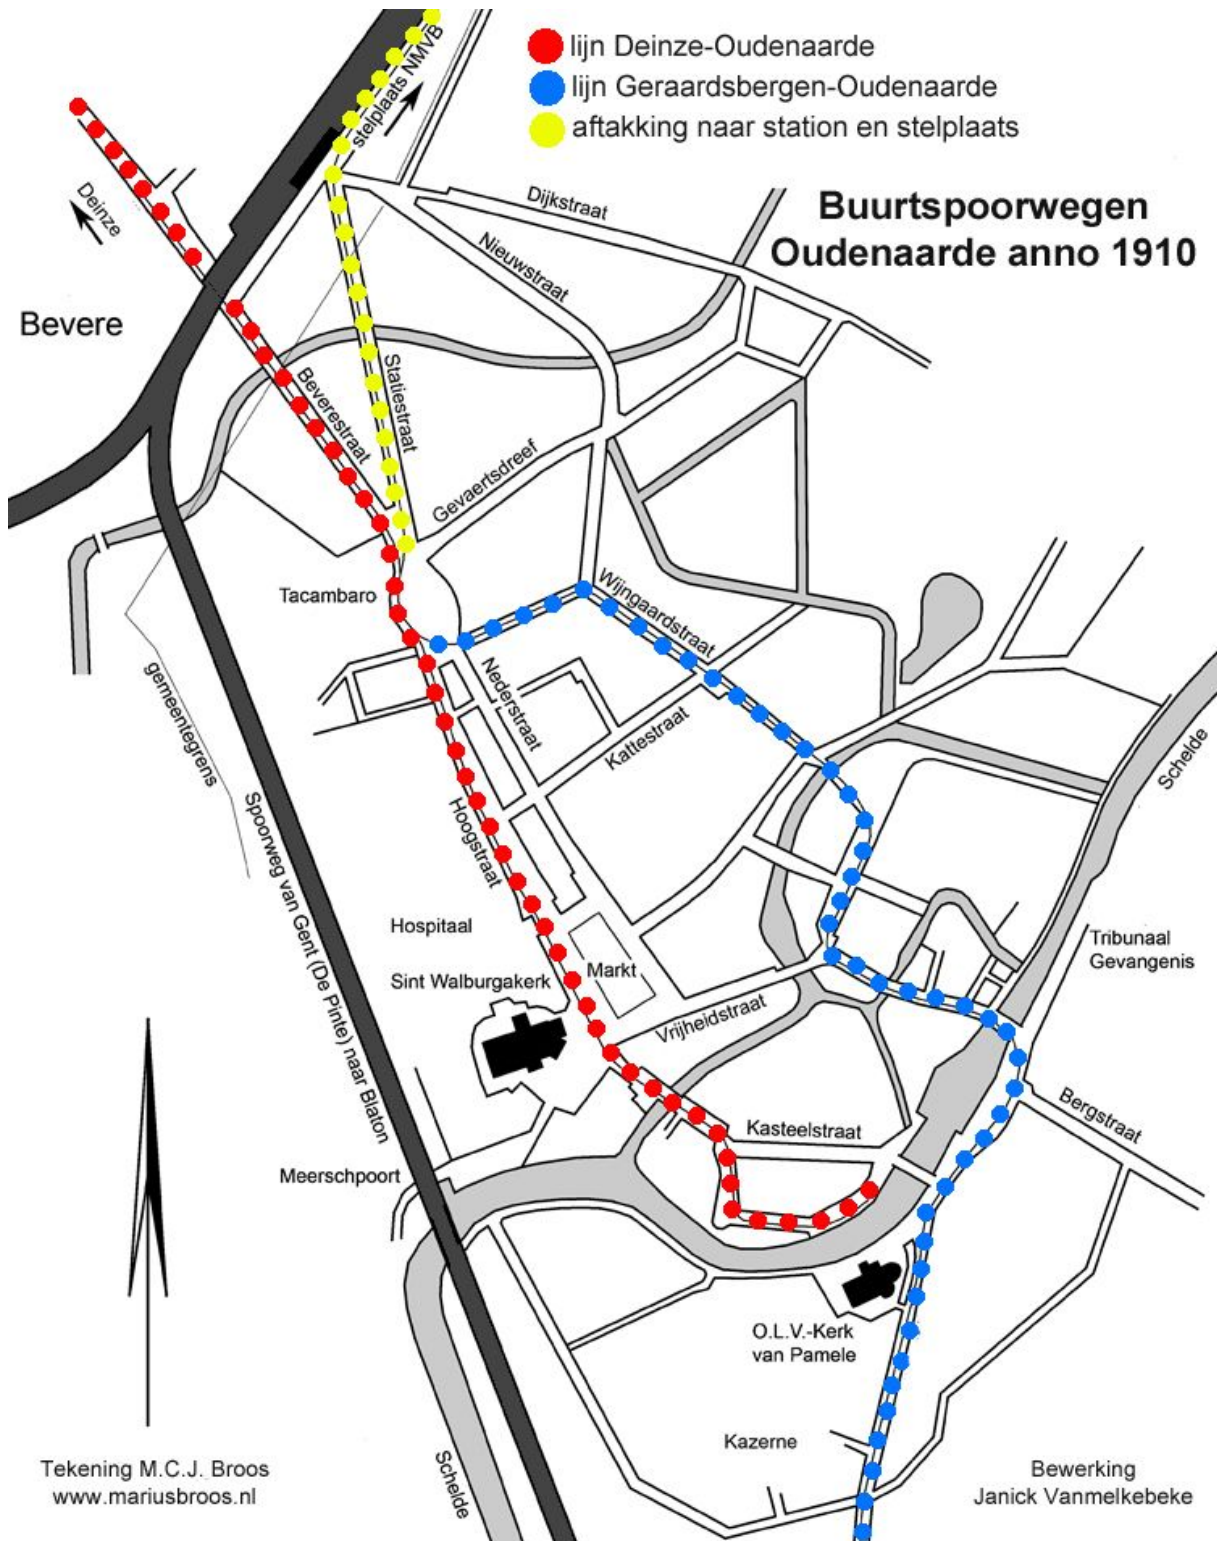 lijn Deinze-Oudenaarde
lijn Geraardsbergen-Oudenaarde
aftakking naar station en stelplaats
Buurtspoorwegen
Oudenaarde anno 1910
stelplaats NMVB
Deinze
Dijkstraat
Nieuwstraat
Bevere
Beverestraat
Statiestraat
Gevaertsdreef
Tacambaro
Wijngaardstraat
gemeentegrens
Nederstraat
Kattestraat
Schelde
Hoogstraat
Spoorweg van Gent (De Pinte) naar Blaton
Hospitaal
Sint Walburgakerk
Markt
Tribunaal
Gevangenis
Vrijheidstraat
Bergstraat
Kasteelstraat
Meerschpoort
O.L.V.-Kerk
van Pamele
Kazerne
Schelde
Tekening M.C.J. Broos
www.mariusbroos.nl
Bewerking
Janick Vanmelkebeke